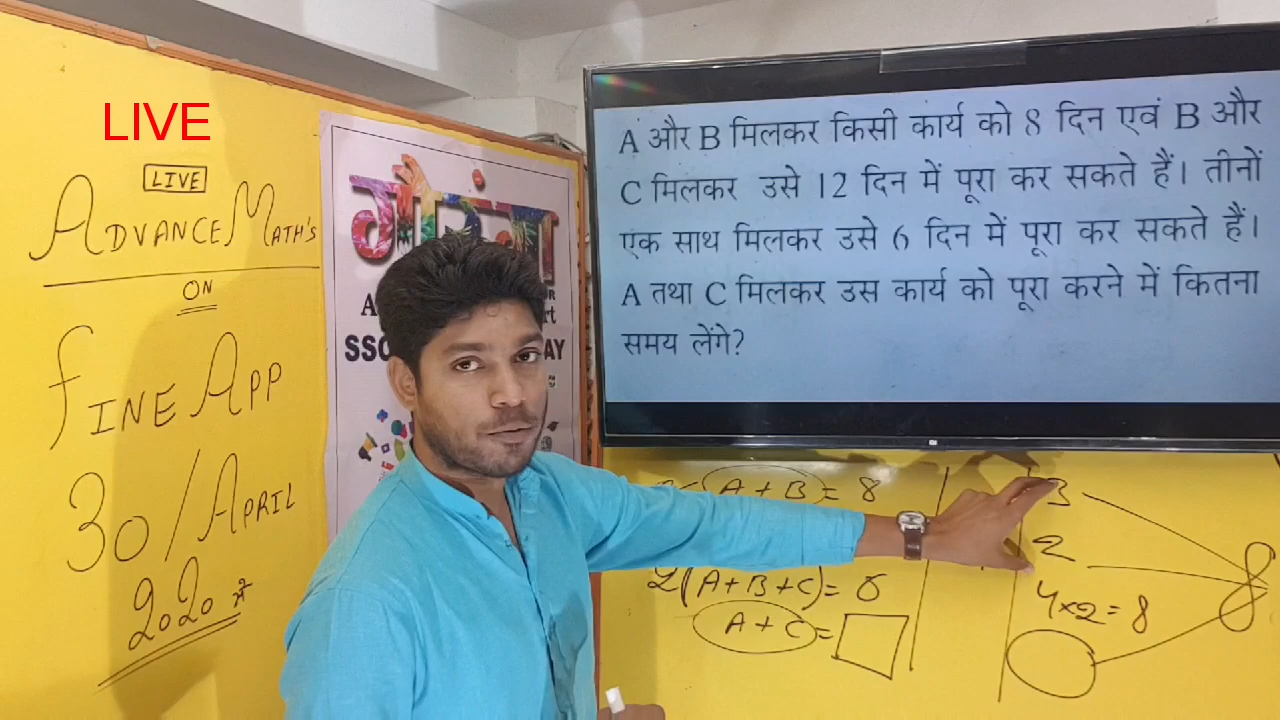 LIVE
LIVE
ADVANCE MATH'S
ON
FINE APP
30/APRIL
2020 से
गौरांगा
SSC
AY
A और B मिलकर किसी कार्य को 8 दिन एवं B और
C मिलकर उसे 12 दिन में पूरा कर सकते हैं। तीनों
एक साथ मिलकर उसे 6 दिन में पूरा कर सकते हैं।
A तथा C मिलकर उस कार्य को पूरा करने में कितना
समय लेंगे?
A + B = 8
2(A+B+C) = 6
A + C =
3
2
4×2=8
8